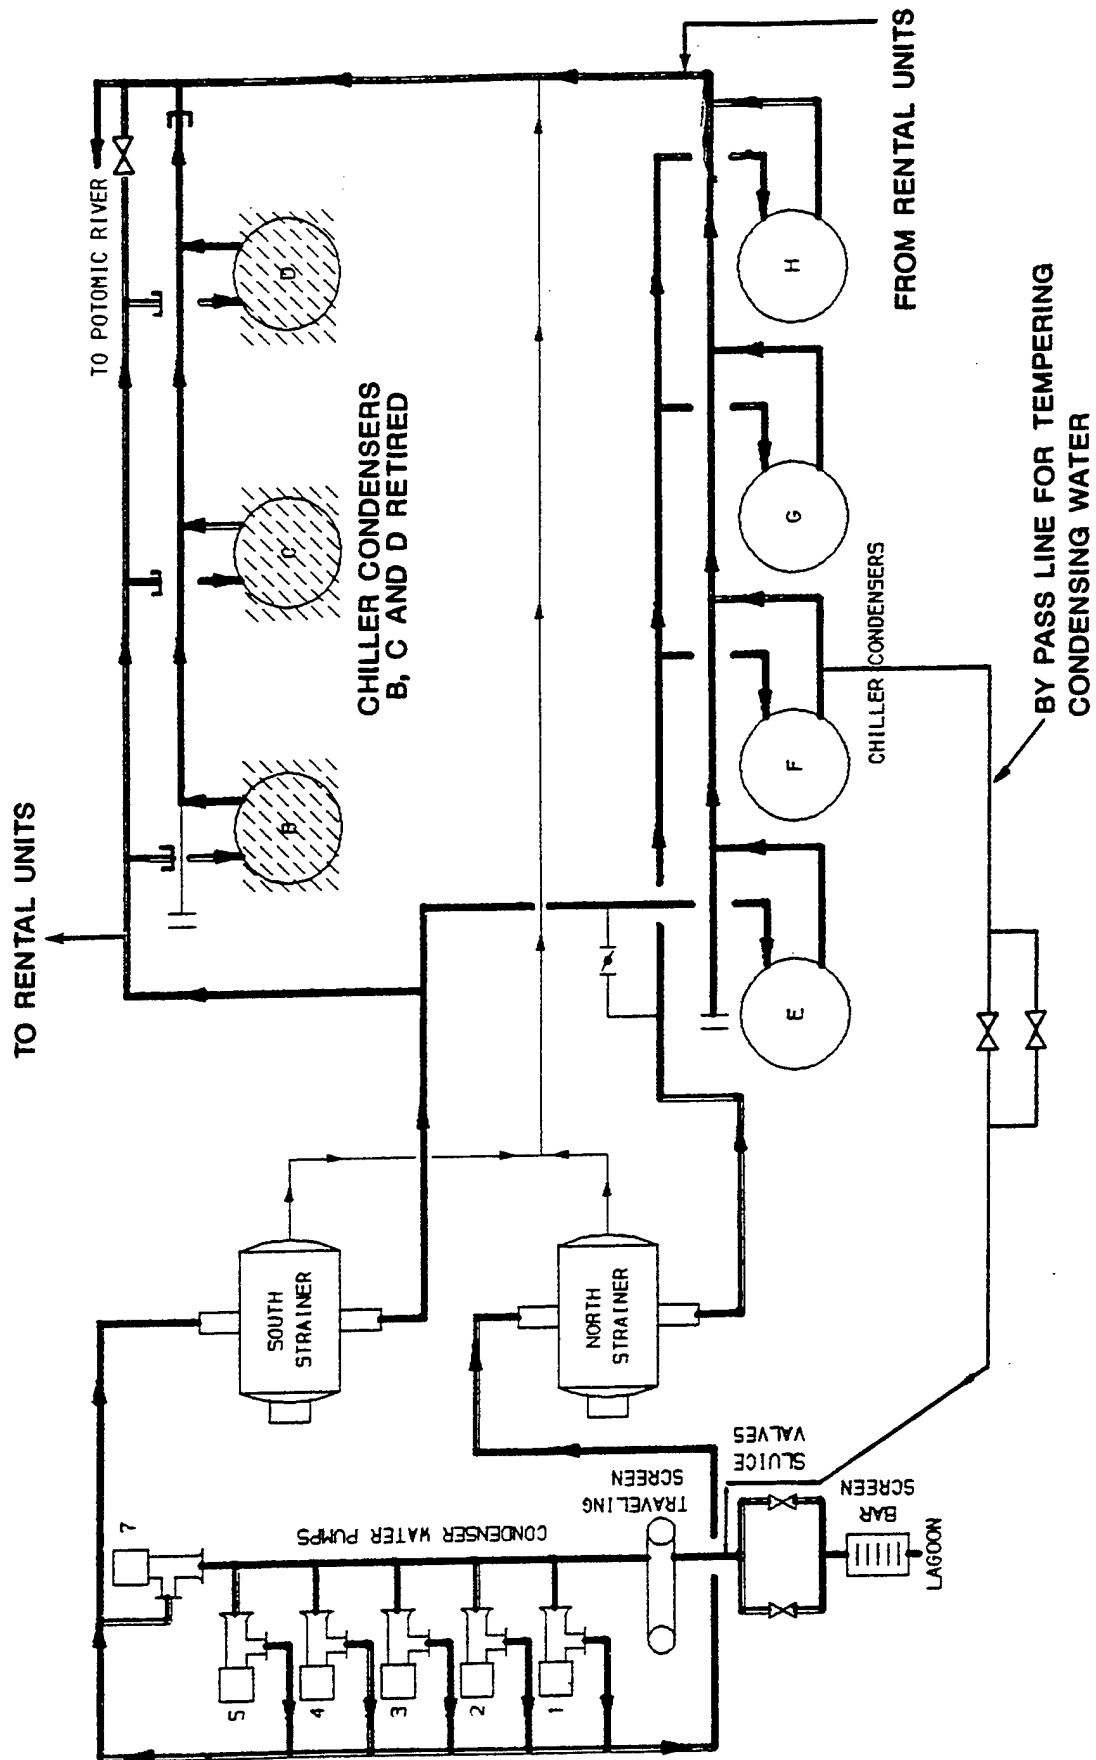 TO RENTAL UNITS
TO POTOMIC RIVER
B
C
D
CHILLER CONDENSERS
B, C AND D RETIRED
7
5
4
3
2
1
CONDENSER WATER PUMPS
SOUTH
STRAINER
NORTH
STRAINER
TRAVELING
SCREEN
SLUICE
VALVES
BAR
SCREEN
LAGOON
E
F
G
H
CHILLER CONDENSERS
FROM RENTAL UNITS
BY PASS LINE FOR TEMPERING
CONDENSING WATER